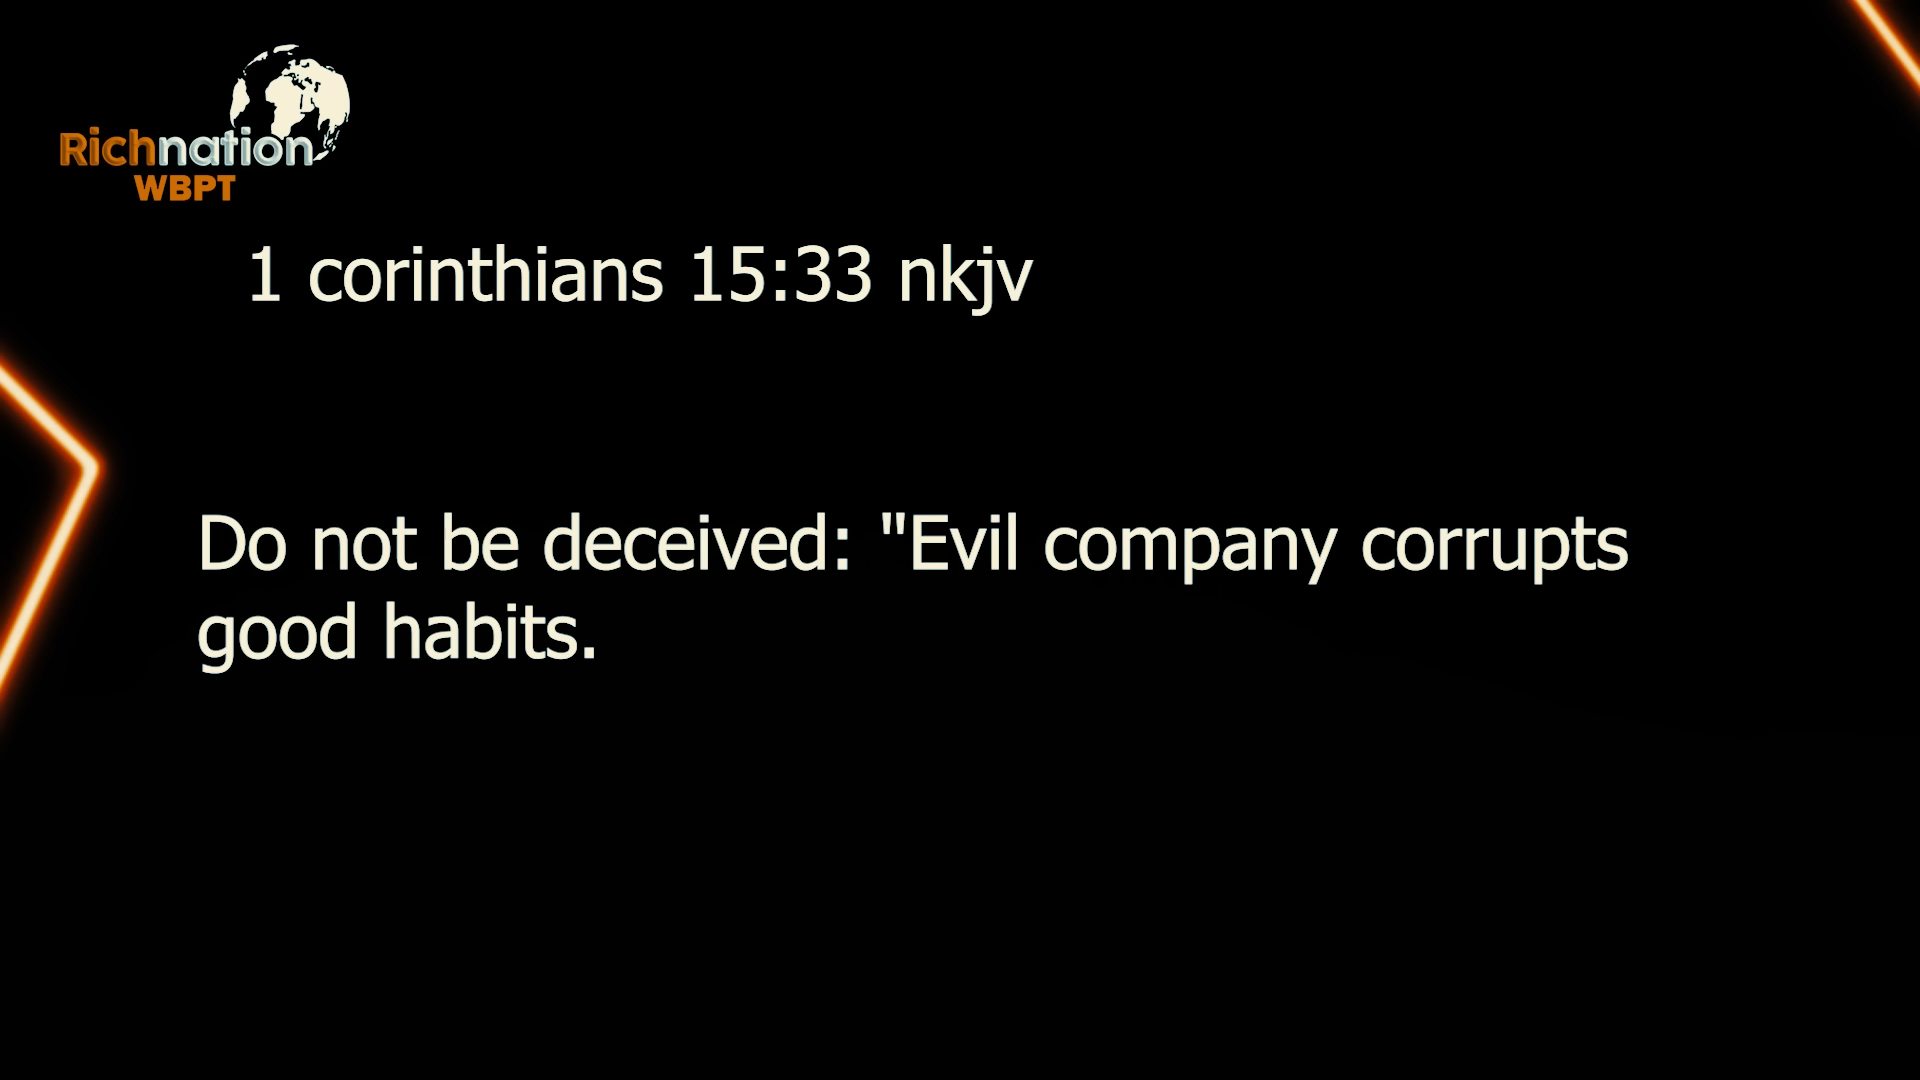 Richnation
WBPT
1 corinthians 15:33 nkjv
Do not be deceived: "Evil company corrupts
good habits.